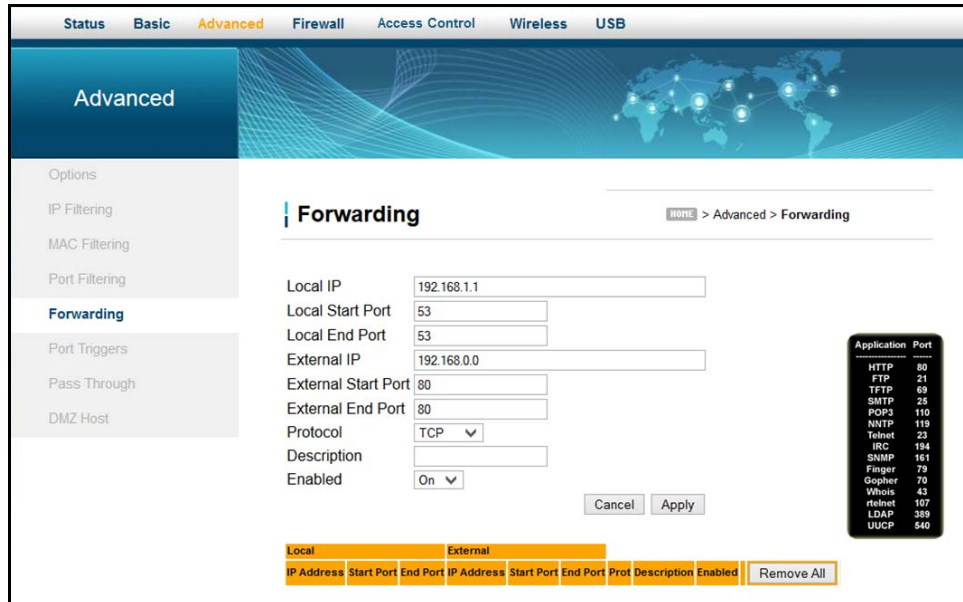 Status Basic Advanced Firewall Access Control Wireless USB
Advanced
Options
IP Filtering
MAC Filtering
Port Filtering
Forwarding
Port Triggers
Pass Through
DMZ Host
Forwarding
HOME > Advanced > Forwarding
Local IP 192.168.1.1
Local Start Port 53
Local End Port 53
External IP 192.168.0.0
External Start Port 80
External End Port 80
Protocol TCP
Description
Enabled On
Cancel Apply
Application Port
---------------- ------
HTTP 80
FTP 21
TFTP 69
SMTP 25
POP3 110
NNTP 119
Telnet 23
IRC 194
SNMP 161
Finger 79
Gopher 70
Whois 43
rtelnet 107
LDAP 389
UUCP 540
Local External
IP Address Start Port End Port IP Address Start Port End Port Prot Description Enabled Remove All